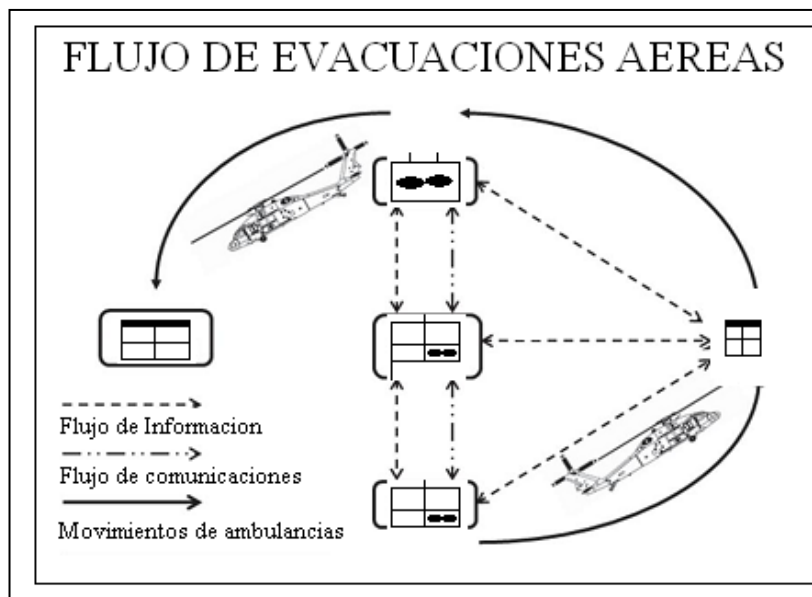 FLUJO DE EVACUACIONES AEREAS
Flujo de Informacion
Flujo de comunicaciones
Movimientos de ambulancias